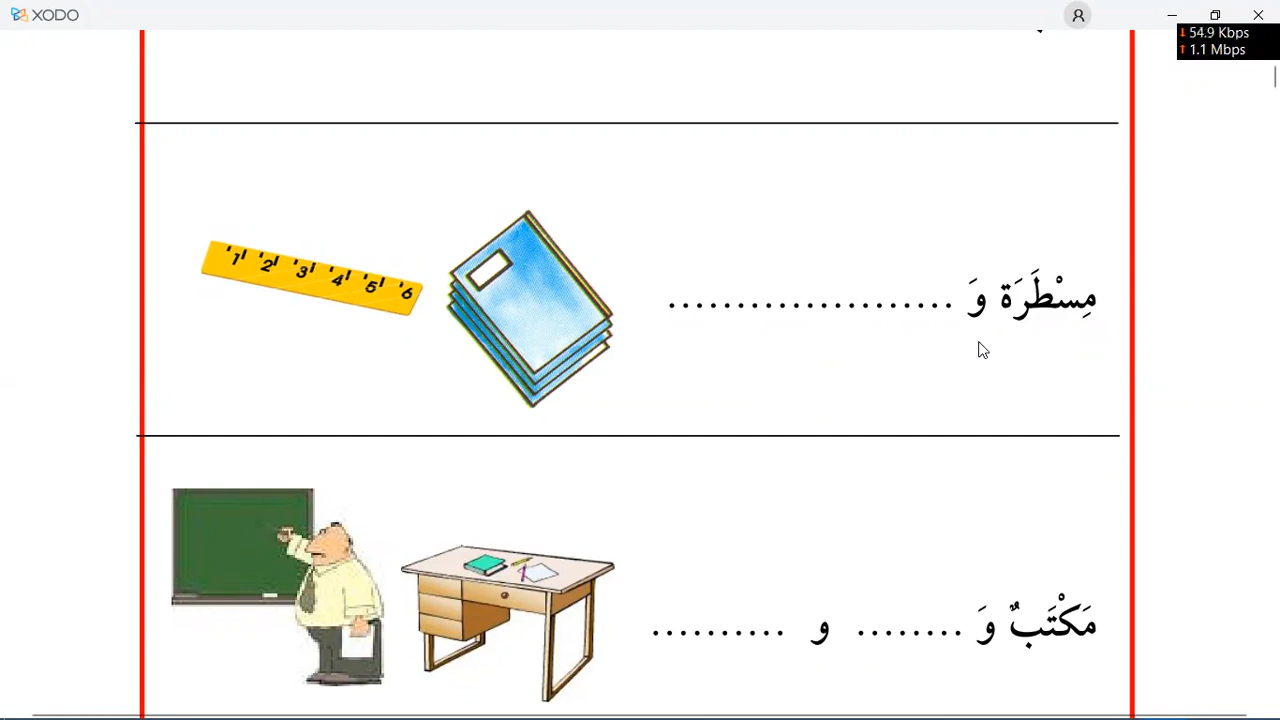 XODO
54.9 Kbps
1.1 Mbps
1 2 3 4 5 6
مِسْطَرَة وَ .....................
مَكْتَبٌ وَ ........ و ..........